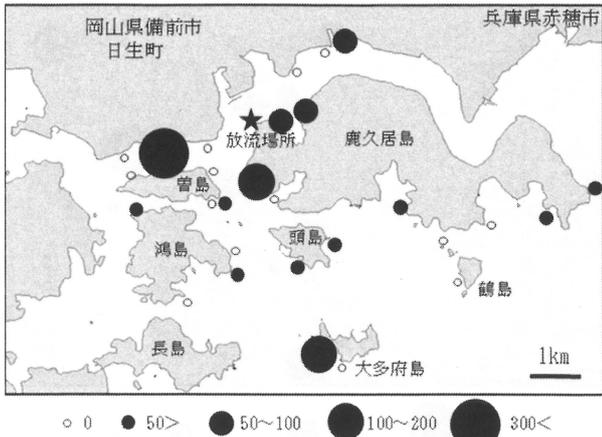 岡山県備前市
日生町
兵庫県赤穂市
放流場所
鹿久居島
曽島
鴻島
頭島
鶴島
長島
大多府島
1km
0
50>
50～100
100～200
300<